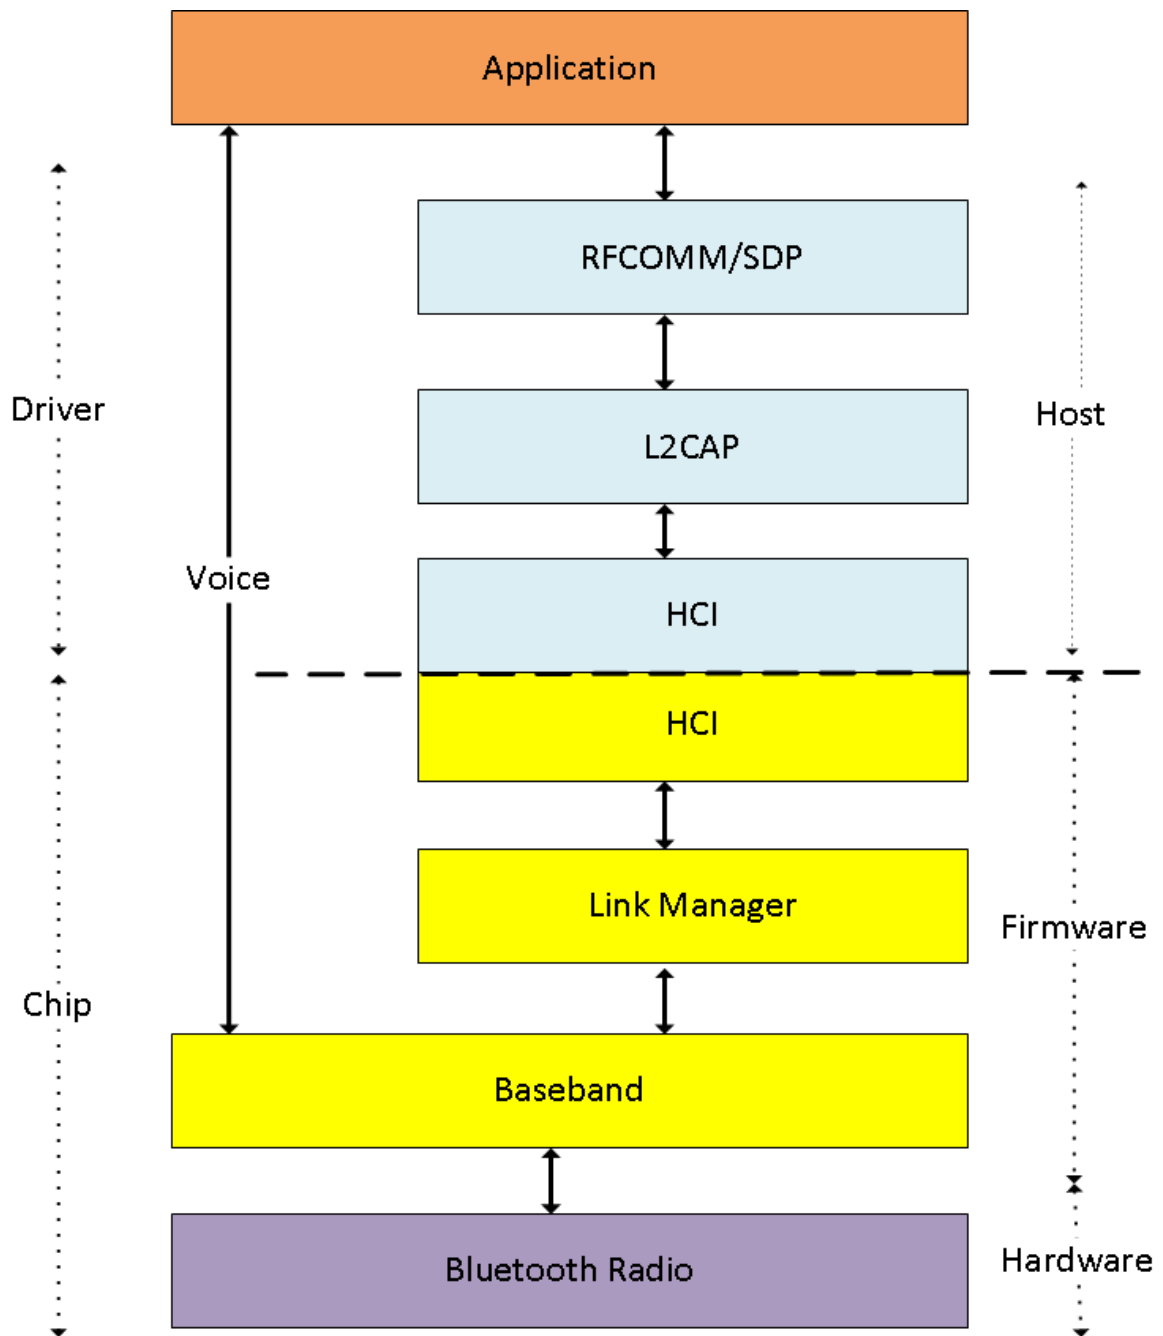 Application
RFCOMM/SDP
Driver
Host
L2CAP
Voice
HCI
HCI
Link Manager
Firmware
Chip
Baseband
Bluetooth Radio
Hardware